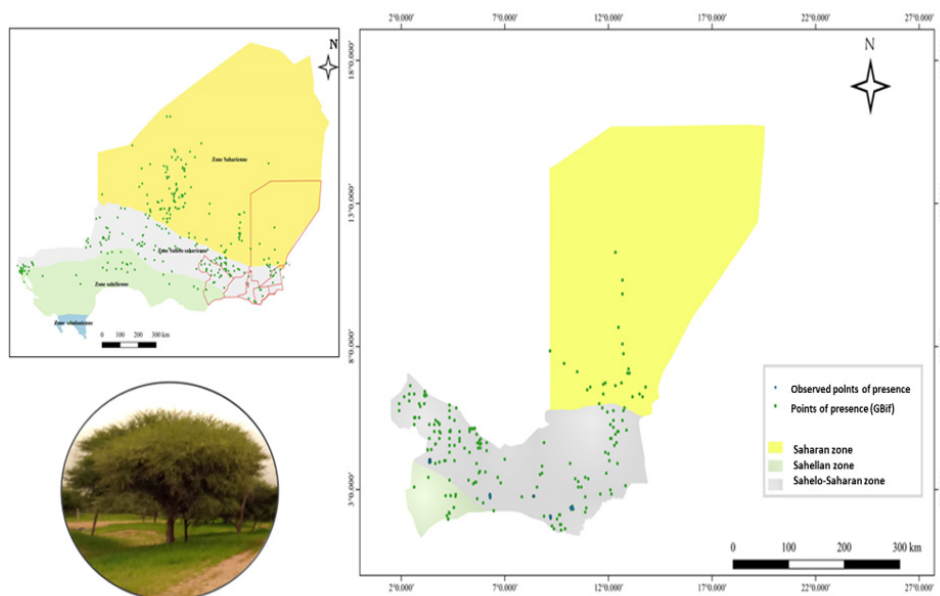 N
Zone Saharienne
Zone Sahélo saharienne
Zone sahélienne
Zone soudanienne
0 100 200 300 km
2°0.000' 7°0.000' 12°0.000' 17°0.000' 22°0.000' 27°0.000'
18°0.000'
13°0.000'
8°0.000'
3°0.000'
N
Observed points of presence
Points of presence (GBif)
Saharan zone
Sahellan zone
Sahelo-Saharan zone
0 100 200 300 km
2°0.000' 7°0.000' 12°0.000' 17°0.000' 22°0.000' 27°0.000'